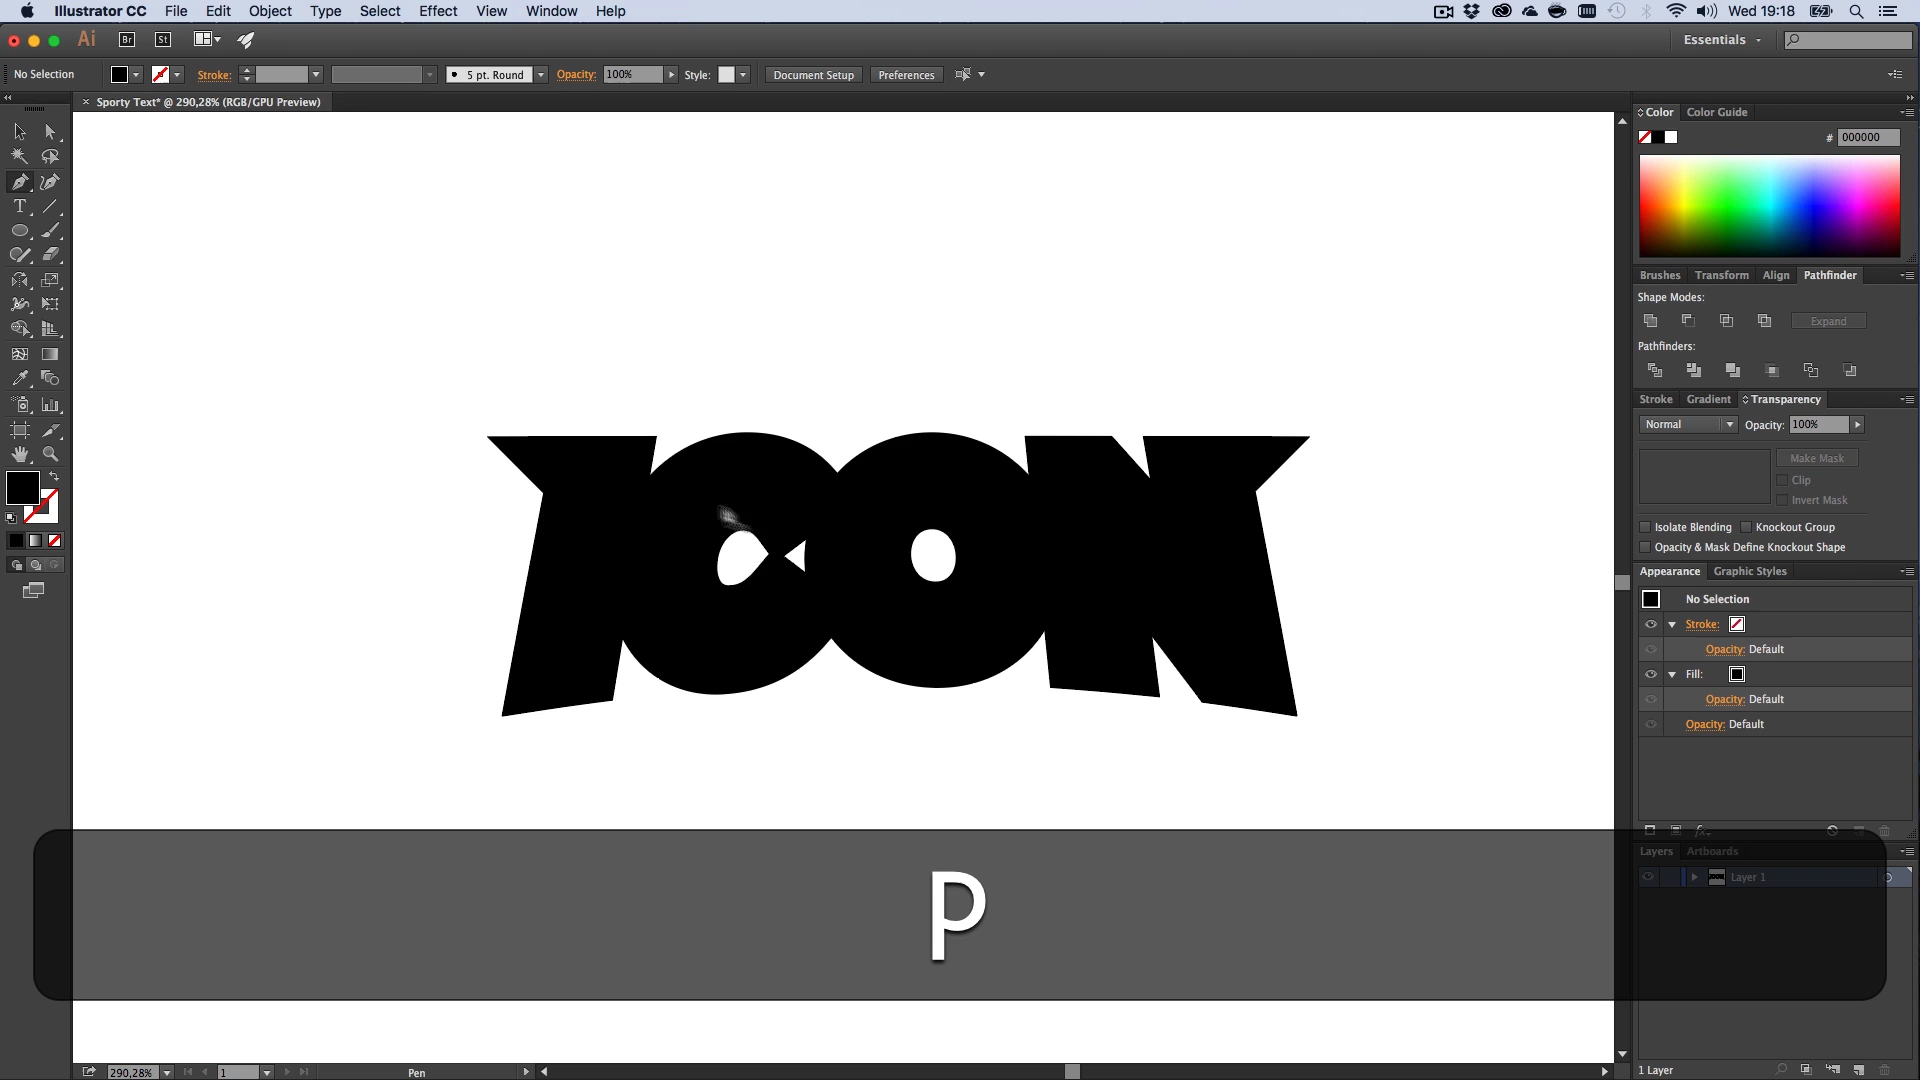 Illustrator CC File Edit Object Type Select Effect View Window Help Wed 19:18
Ai Br St Essentials
No Selection Stroke: 5 pt. Round Opacity: 100% Style: Document Setup Preferences
× Sporty Text* @ 290,28% (RGB/GPU Preview)
Color Color Guide
# 000000
Brushes Transform Align Pathfinder
Shape Modes:
Expand
Pathfinders:
Stroke Gradient Transparency
Normal Opacity: 100%
Make Mask
Clip
Invert Mask
Isolate Blending Knockout Group
Opacity & Mask Define Knockout Shape
Appearance Graphic Styles
No Selection
Stroke:
Opacity: Default
Fill:
Opacity: Default
Opacity: Default
fx
Layers Artboards
Layer 1
P
290,28% 1 Pen
1 Layer